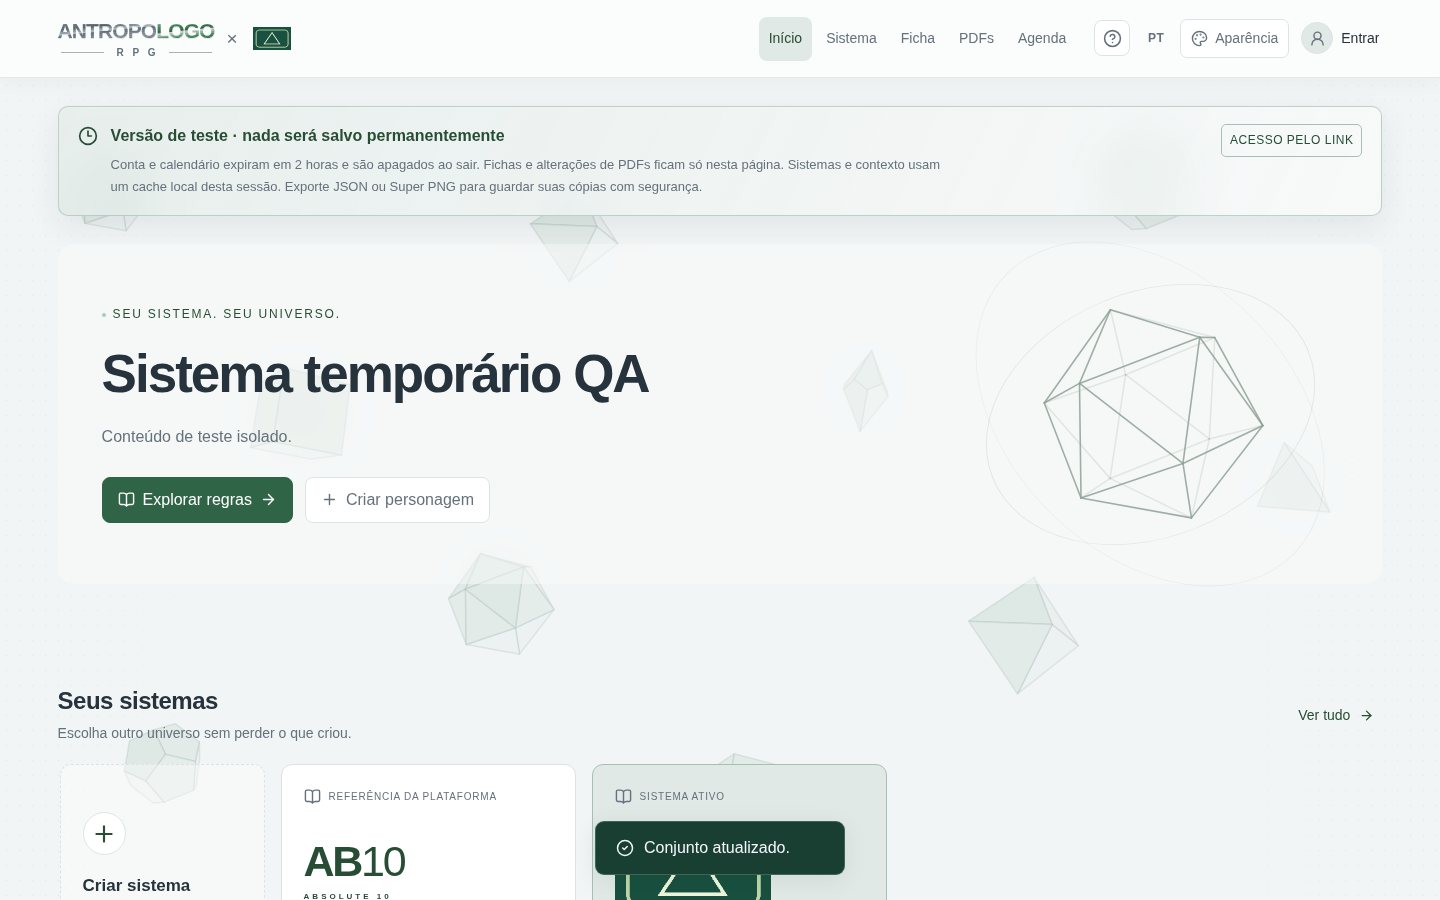 ANTROPOLOGO
RPG
×
Início
Sistema
Ficha
PDFs
Agenda
PT
Aparência
Entrar
Versão de teste · nada será salvo permanentemente
ACESSO PELO LINK
Conta e calendário expiram em 2 horas e são apagados ao sair. Fichas e alterações de PDFs ficam só nesta página. Sistemas e contexto usam
um cache local desta sessão. Exporte JSON ou Super PNG para guardar suas cópias com segurança.
SEU SISTEMA. SEU UNIVERSO.
Sistema temporário QA
Conteúdo de teste isolado.
Explorar regras
Criar personagem
Seus sistemas
Ver tudo
Escolha outro universo sem perder o que criou.
REFERÊNCIA DA PLATAFORMA
SISTEMA ATIVO
AB10
ABSOLUTE 10
Conjunto atualizado.
Criar sistema